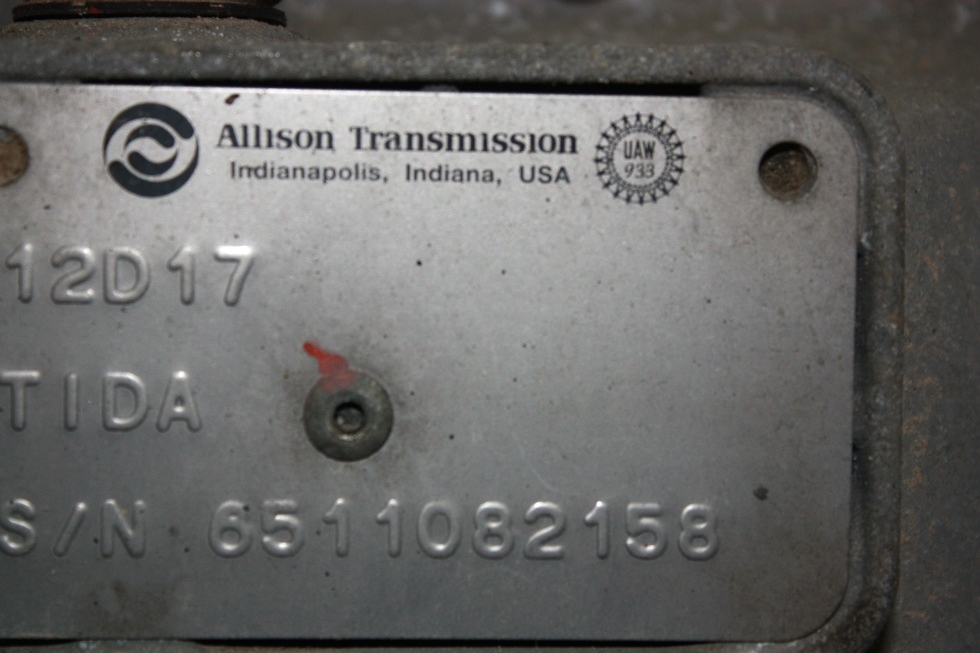 Allison Transmission
Indianapolis, Indiana, USA
UAW
933
12D17
TIDA
S/N 6511082158